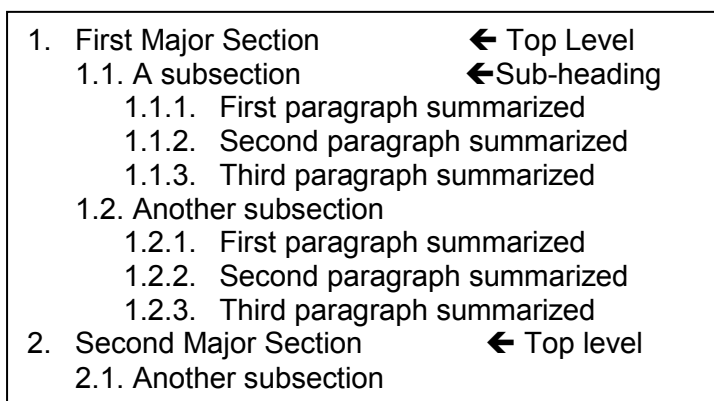 1. First Major Section ← Top Level
1.1. A subsection ←Sub-heading
1.1.1. First paragraph summarized
1.1.2. Second paragraph summarized
1.1.3. Third paragraph summarized
1.2. Another subsection
1.2.1. First paragraph summarized
1.2.2. Second paragraph summarized
1.2.3. Third paragraph summarized
2. Second Major Section ← Top level
2.1. Another subsection